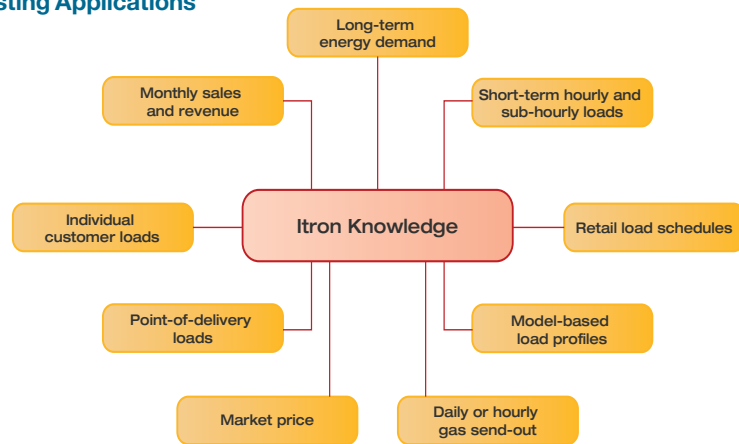 sting Applications
Long-term
energy demand
Monthly sales
and revenue
Short-term hourly and
sub-hourly loads
Individual
customer loads
Itron Knowledge
Retail load schedules
Point-of-delivery
loads
Model-based
load profiles
Market price
Daily or hourly
gas send-out